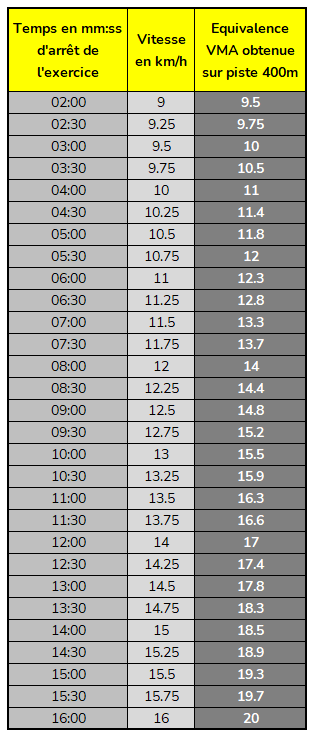 Temps en mm:ss d'arrêt de l'exercice | Vitesse en km/h | Equivalence VMA obtenue sur piste 400m
02:00 9 9.5
02:30 9.25 9.75
03:00 9.5 10
03:30 9.75 10.5
04:00 10 11
04:30 10.25 11.4
05:00 10.5 11.8
05:30 10.75 12
06:00 11 12.3
06:30 11.25 12.8
07:00 11.5 13.3
07:30 11.75 13.7
08:00 12 14
08:30 12.25 14.4
09:00 12.5 14.8
09:30 12.75 15.2
10:00 13 15.5
10:30 13.25 15.9
11:00 13.5 16.3
11:30 13.75 16.6
12:00 14 17
12:30 14.25 17.4
13:00 14.5 17.8
13:30 14.75 18.3
14:00 15 18.5
14:30 15.25 18.9
15:00 15.5 19.3
15:30 15.75 19.7
16:00 16 20